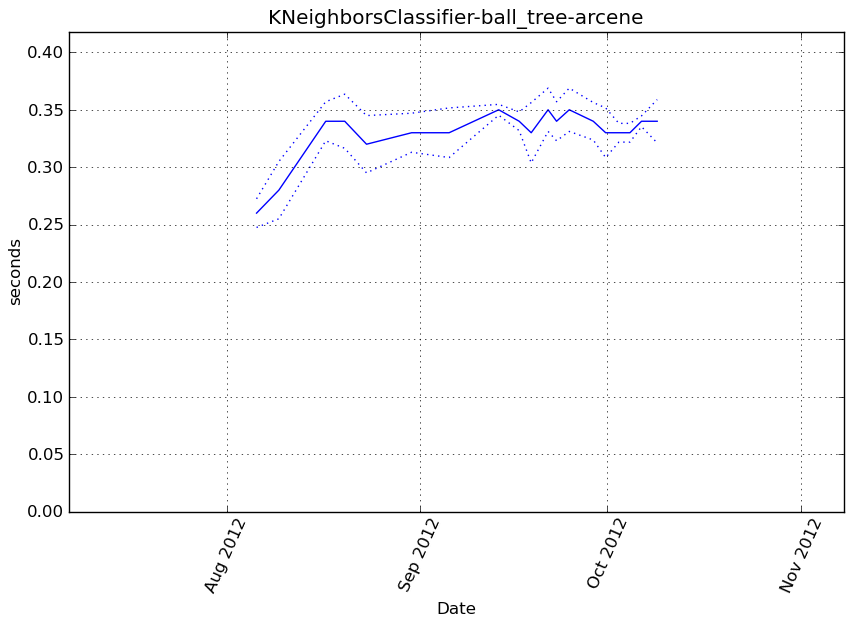 KNeighborsClassifier-ball_tree-arcene
0.40
0.35
0.30
0.25
0.20
0.15
0.10
0.05
0.00
seconds
Aug 2012
Sep 2012
Oct 2012
Nov 2012
Date